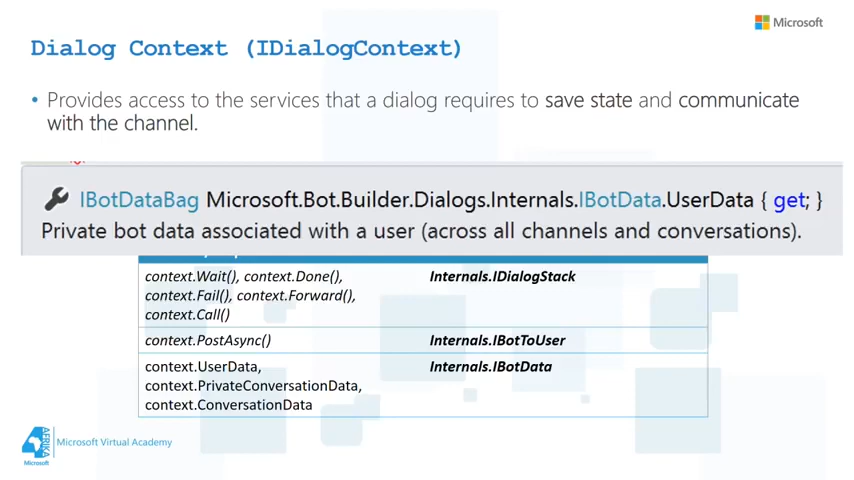 Microsoft
Dialog Context (IDialogContext)
• Provides access to the services that a dialog requires to save state and communicate
with the channel.
IBotDataBag Microsoft.Bot.Builder.Dialogs.Internals.IBotData.UserData { get; }
Private bot data associated with a user (across all channels and conversations).
context.Wait(), context.Done(), Internals.IDialogStack
context.Fail(), context.Forward(),
context.Call()
context.PostAsync() Internals.IBotToUser
context.UserData, Internals.IBotData
context.PrivateConversationData,
context.ConversationData
4AFRIKA
Microsoft
Microsoft Virtual Academy